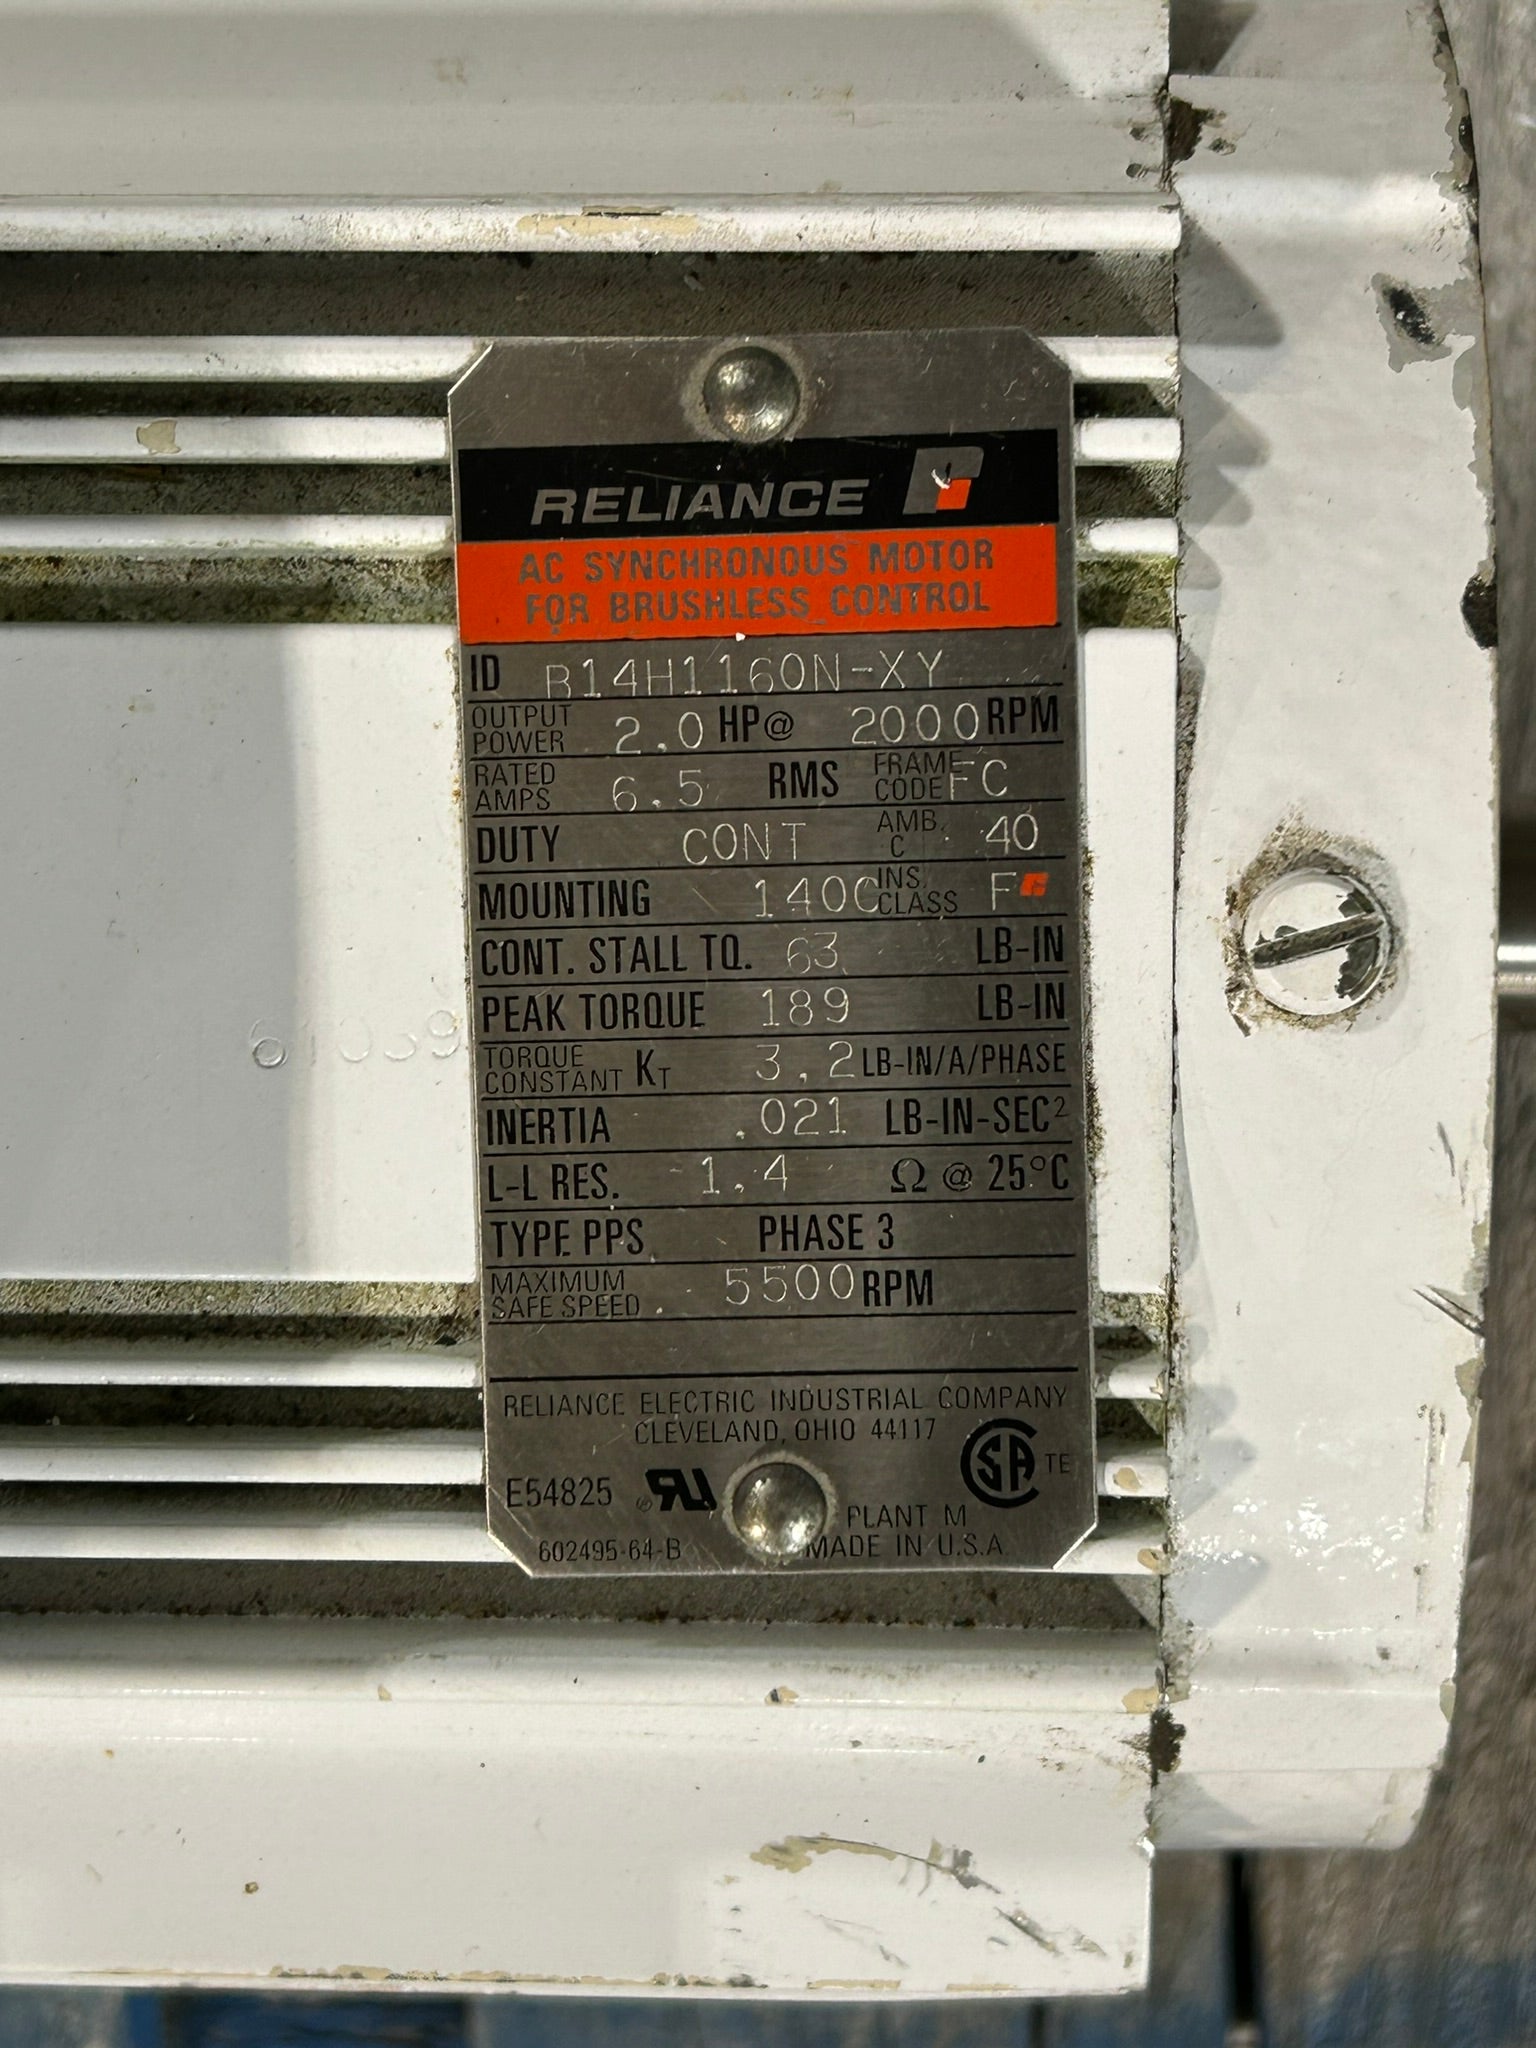 RELIANCE
AC SYNCHRONOUS MOTOR
FOR BRUSHLESS CONTROL
ID B14H1160N-XY
OUTPUT POWER 2.0 HP@ 2000 RPM
RATED AMPS 6.5 RMS FRAME CODE FC
DUTY CONT AMB. C 40
MOUNTING 140C INS. CLASS F
CONT. STALL TQ. 63 LB-IN
PEAK TORQUE 189 LB-IN
TORQUE CONSTANT KT 3.2 LB-IN/A/PHASE
INERTIA .021 LB-IN-SEC²
L-L RES. 1.4 Ω @ 25°C
TYPE PPS PHASE 3
MAXIMUM SAFE SPEED 5500 RPM
RELIANCE ELECTRIC INDUSTRIAL COMPANY
CLEVELAND, OHIO 44117
E54825 ® RU SA TE
PLANT M
602495-64-B MADE IN U.S.A.